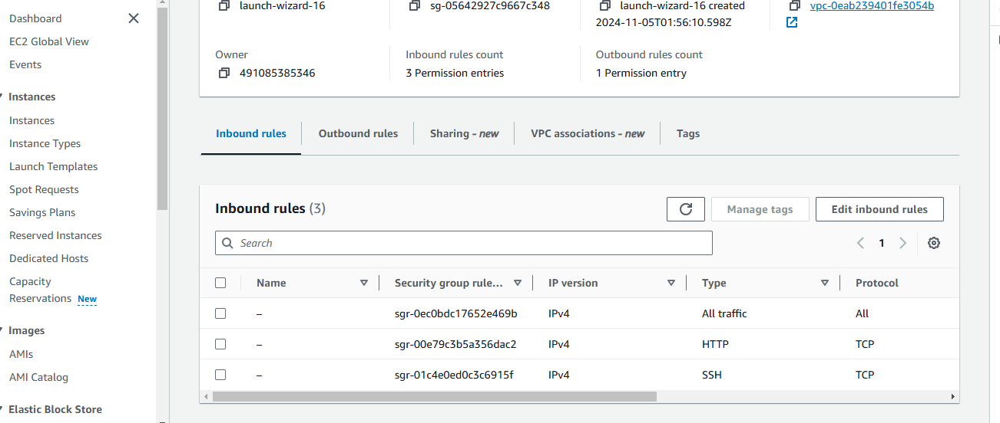 Dashboard
EC2 Global View
Events
Instances
Instances
Instance Types
Launch Templates
Spot Requests
Savings Plans
Reserved Instances
Dedicated Hosts
Capacity
Reservations New
Images
AMIs
AMI Catalog
Elastic Block Store
launch-wizard-16
sg-05642927c9667c348
launch-wizard-16 created
2024-11-05T01:56:10.598Z
vpc-0eab239401fe3054b
Owner
491085385346
Inbound rules count
3 Permission entries
Outbound rules count
1 Permission entry
Inbound rules
Outbound rules
Sharing - new
VPC associations - new
Tags
Inbound rules (3)
Manage tags
Edit inbound rules
Search
1
Name
Security group rule...
IP version
Type
Protocol
– sgr-0ec0bdc17652e469b IPv4 All traffic All
– sgr-00e79c3b5a356dac2 IPv4 HTTP TCP
– sgr-01c4e0ed0c3c6915f IPv4 SSH TCP